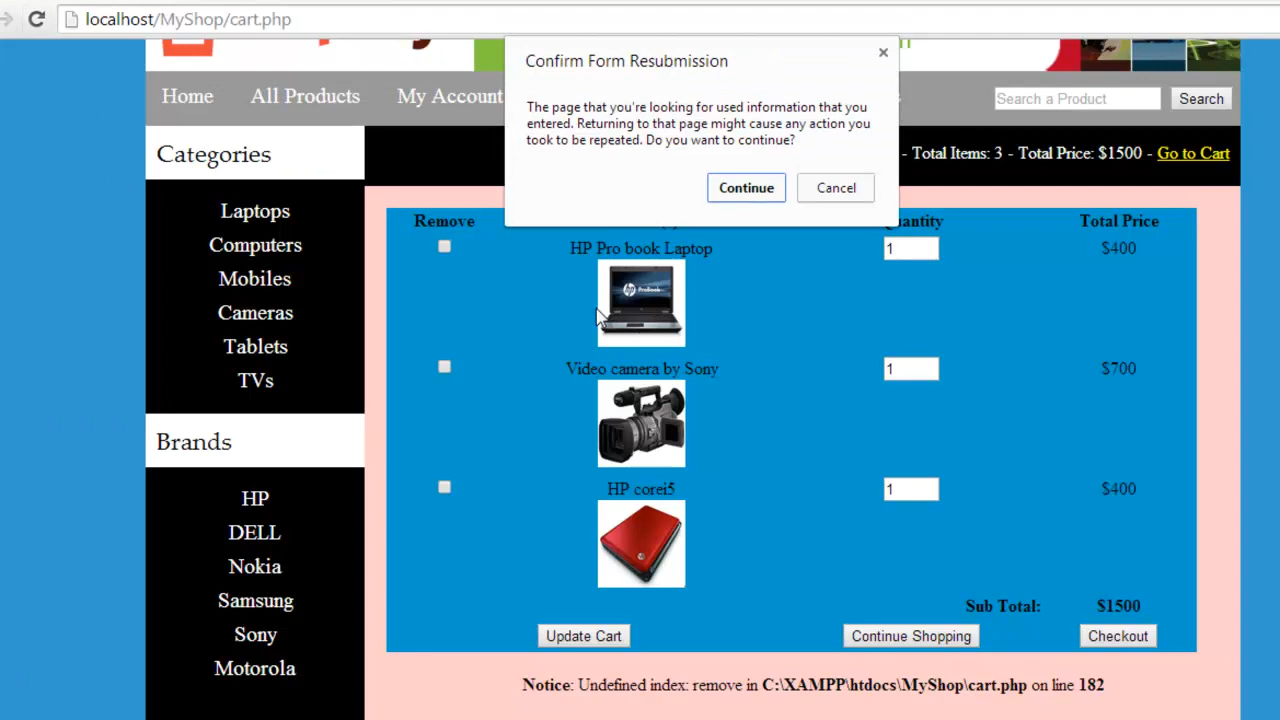 localhost/MyShop/cart.php
Confirm Form Resubmission
The page that you're looking for used information that you
entered. Returning to that page might cause any action you
took to be repeated. Do you want to continue?
Continue Cancel
Home All Products My Account
Search a Product Search
Categories
- Total Items: 3 - Total Price: $1500 - Go to Cart
Laptops
Computers
Mobiles
Cameras
Tablets
TVs
Brands
HP
DELL
Nokia
Samsung
Sony
Motorola
Remove Total Price
HP Pro book Laptop 1 $400
Video camera by Sony 1 $700
HP corei5 1 $400
Sub Total: $1500
Update Cart Continue Shopping Checkout
Notice: Undefined index: remove in C:\XAMPP\htdocs\MyShop\cart.php on line 182